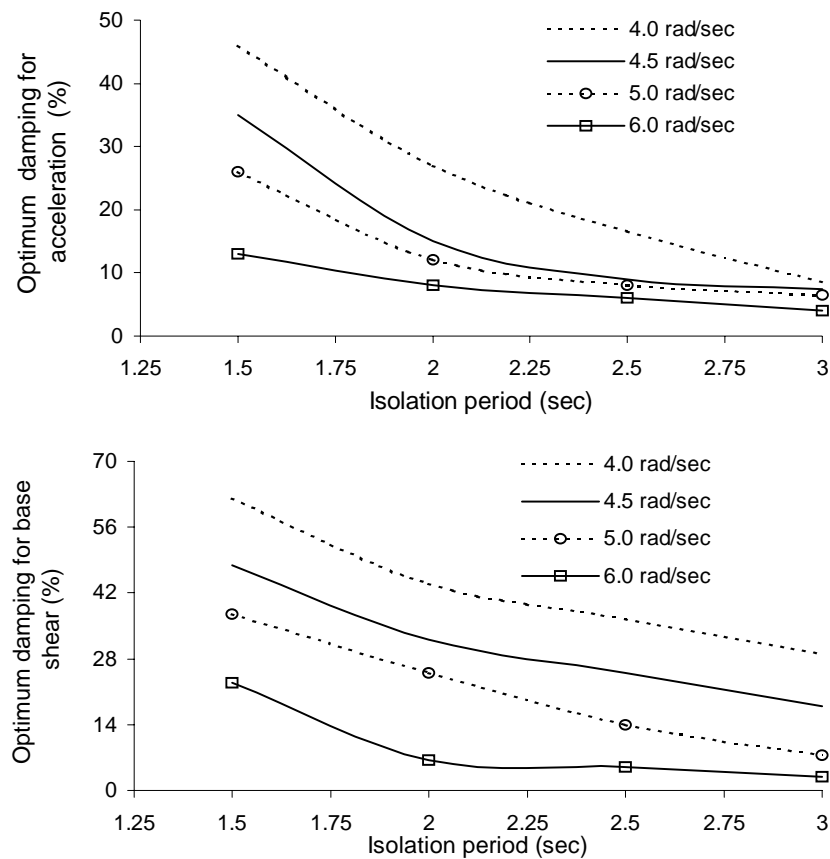 Optimum damping for
acceleration (%)
50
40
30
20
10
0
4.0 rad/sec
4.5 rad/sec
5.0 rad/sec
6.0 rad/sec
1.25 1.5 1.75 2 2.25 2.5 2.75 3
Isolation period (sec)
Optimum damping for base
shear (%)
70
56
42
28
14
0
4.0 rad/sec
4.5 rad/sec
5.0 rad/sec
6.0 rad/sec
1.25 1.5 1.75 2 2.25 2.5 2.75 3
Isolation period (sec)